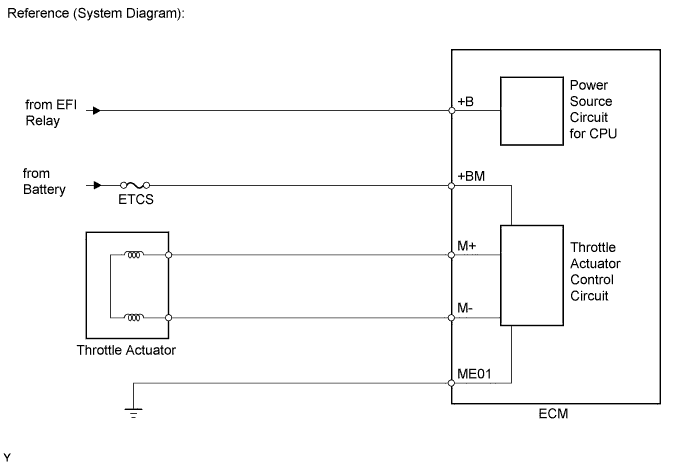 Reference (System Diagram):
from EFI
Relay
+B
Power
Source
Circuit
for CPU
from
Battery
ETCS
+BM
M+
Throttle
Actuator
Control
Circuit
M-
Throttle Actuator
ME01
ECM
Y